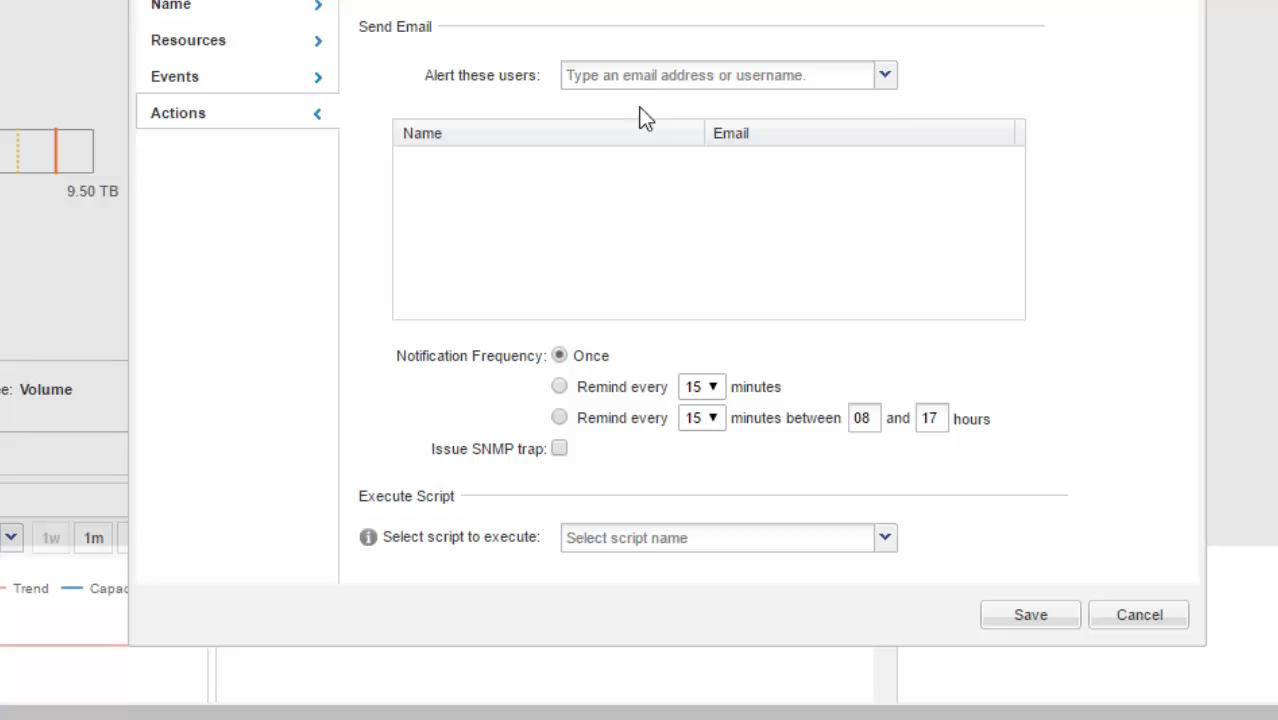 Name
Resources
Events
Actions
9.50 TB
e: Volume
1w 1m
Trend Capac
Send Email
Alert these users: Type an email address or username.
Name Email
Notification Frequency: Once
Remind every 15 minutes
Remind every 15 minutes between 08 and 17 hours
Issue SNMP trap:
Execute Script
Select script to execute: Select script name
Save Cancel